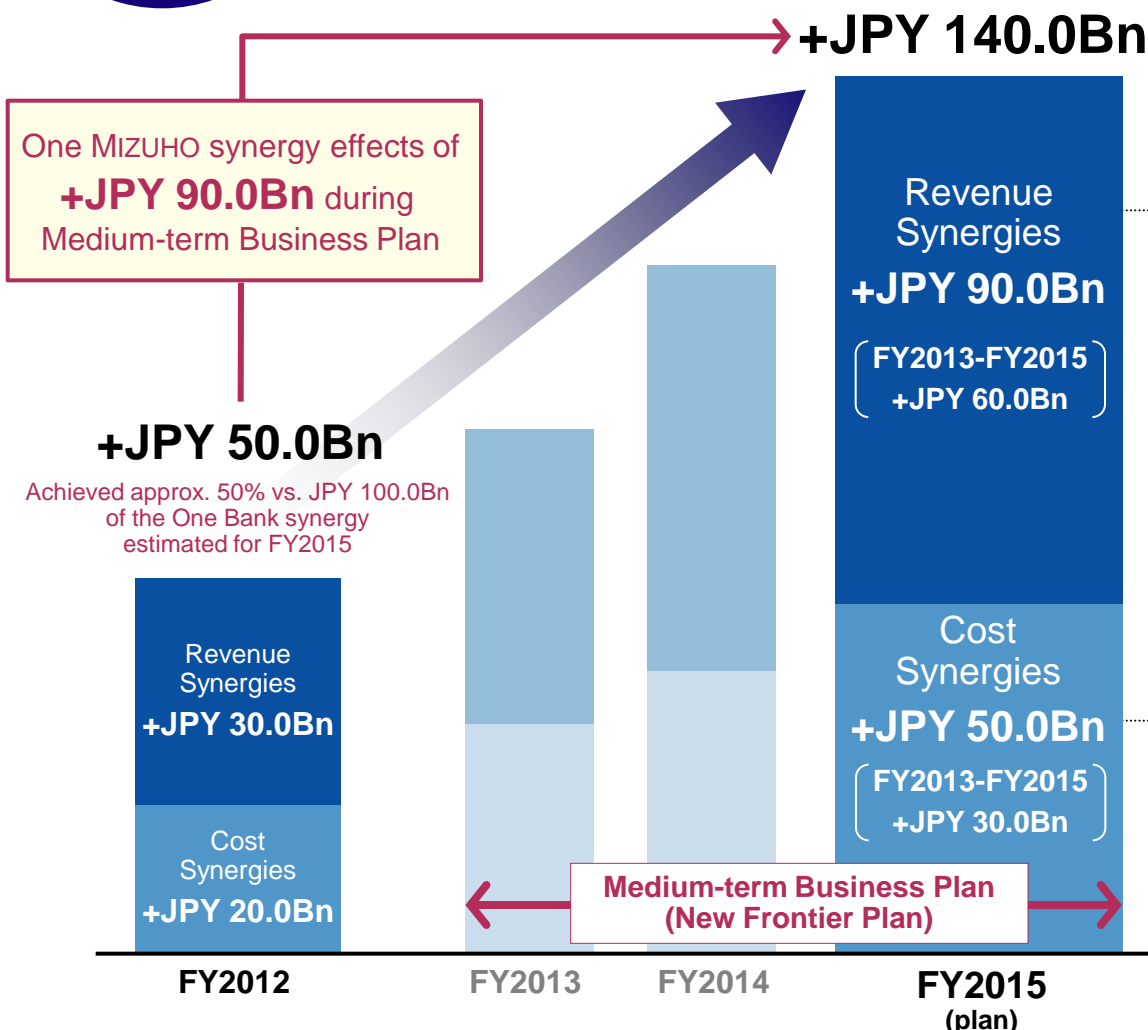 +JPY 140.0Bn
One MIZUHO synergy effects of
+JPY 90.0Bn during
Medium-term Business Plan
Revenue
Synergies
+JPY 90.0Bn
FY2013-FY2015
+JPY 60.0Bn
+JPY 50.0Bn
Achieved approx. 50% vs. JPY 100.0Bn
of the One Bank synergy
estimated for FY2015
Revenue
Synergies
+JPY 30.0Bn
Cost
Synergies
+JPY 20.0Bn
Cost
Synergies
+JPY 50.0Bn
FY2013-FY2015
+JPY 30.0Bn
Medium-term Business Plan
(New Frontier Plan)
FY2012
FY2013
FY2014
FY2015
(plan)